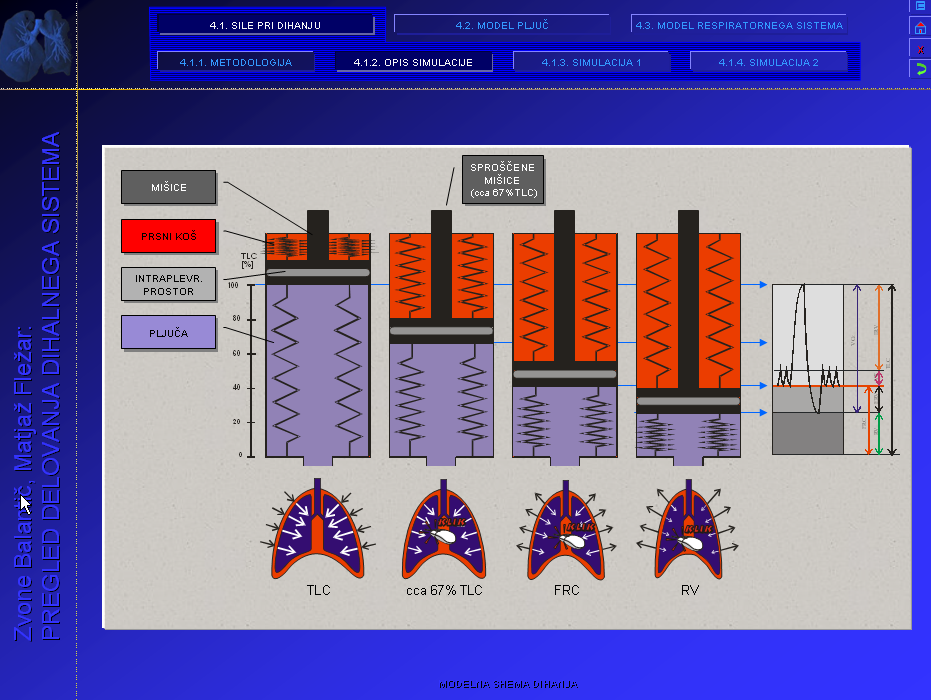 4.1. SILE PRI DIHANJU
4.2. MODEL PLJUČ
4.3. MODEL RESPIRATORNEGA SISTEMA
4.1.1. METODOLOGIJA
4.1.2. OPIS SIMULACIJE
4.1.3. SIMULACIJA 1
4.1.4. SIMULACIJA 2
Zvone Balantič, Matjaž Fležar:
PREGLED DELOVANJA DIHALNEGA SISTEMA
MIŠICE
PRSNI KOŠ
INTRAPLEVR.
PROSTOR
PLJUČA
SPROŠČENE
MIŠICE
(cca 67%TLC)
TLC
[%]
100
80
60
40
20
0
KLIK
KLIK
KLIK
TLC
cca 67% TLC
FRC
RV
MODELNA SHEMA DIHANJA